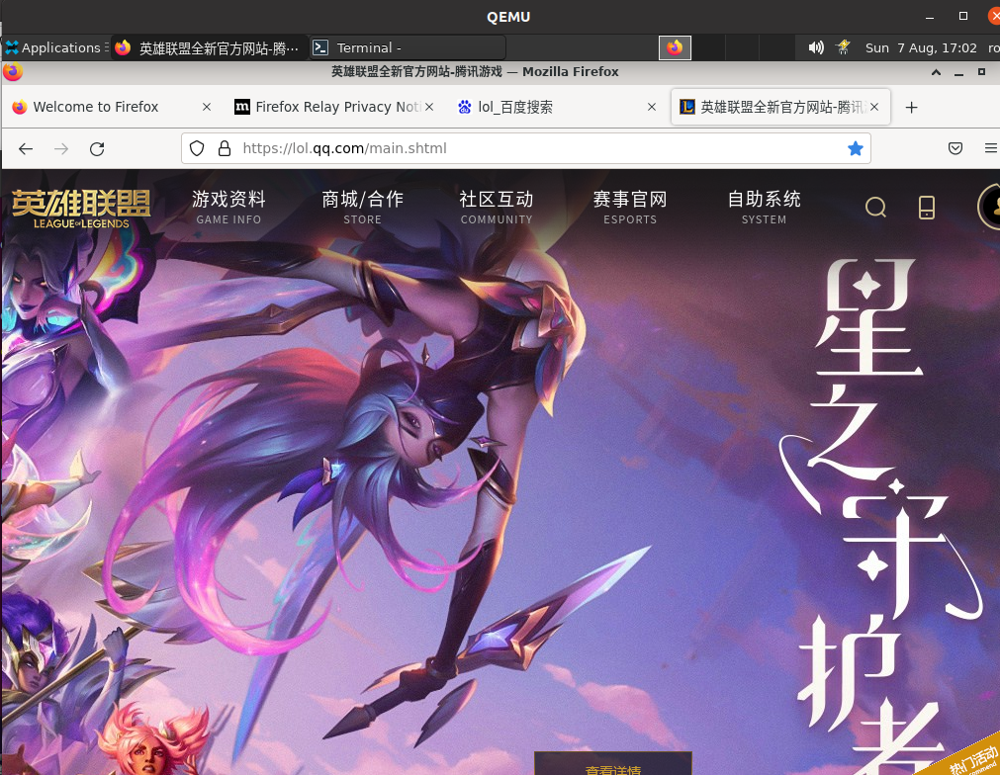 QEMU
Applications
英雄联盟全新官方网站-腾···
Terminal -
Sun 7 Aug, 17:02
ro
英雄联盟全新官方网站-腾讯游戏 — Mozilla Firefox
Welcome to Firefox
Firefox Relay Privacy Noti
lol_百度搜索
英雄联盟全新官方网站-腾讯
https://lol.qq.com/main.shtml
英雄联盟
LEAGUE OF LEGENDS
游戏资料
GAME INFO
商城/合作
STORE
社区互动
COMMUNITY
赛事官网
ESPORTS
自助系统
SYSTEM
星之守护者
查看详情
热门活动